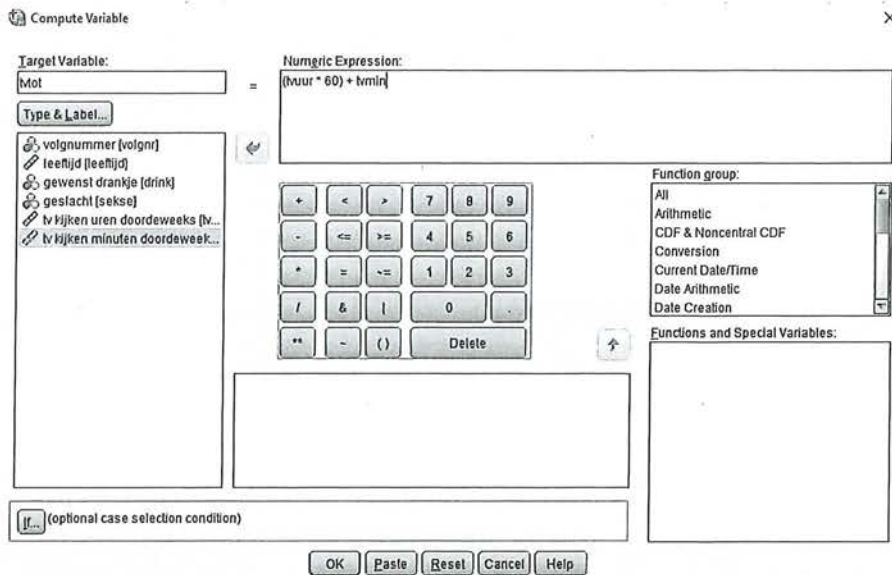 Compute Variable
Target Variable:
tvtot
=
Numeric Expression:
(tvuur * 60) + tvmin
Type & Label...
volgnummer [volgnr]
leeftijd [leeftijd]
gewenst drankje [drink]
geslacht [sekse]
tv kijken uren doordeweeks [tv...
tv kijken minuten doordeweek...
+ < > 7 8 9
- <= >= 4 5 6
* = ~= 1 2 3
/ & | 0 .
** ~ ( ) Delete
Function group:
All
Arithmetic
CDF & Noncentral CDF
Conversion
Current Date/Time
Date Arithmetic
Date Creation
Functions and Special Variables:
If... (optional case selection condition)
OK Paste Reset Cancel Help